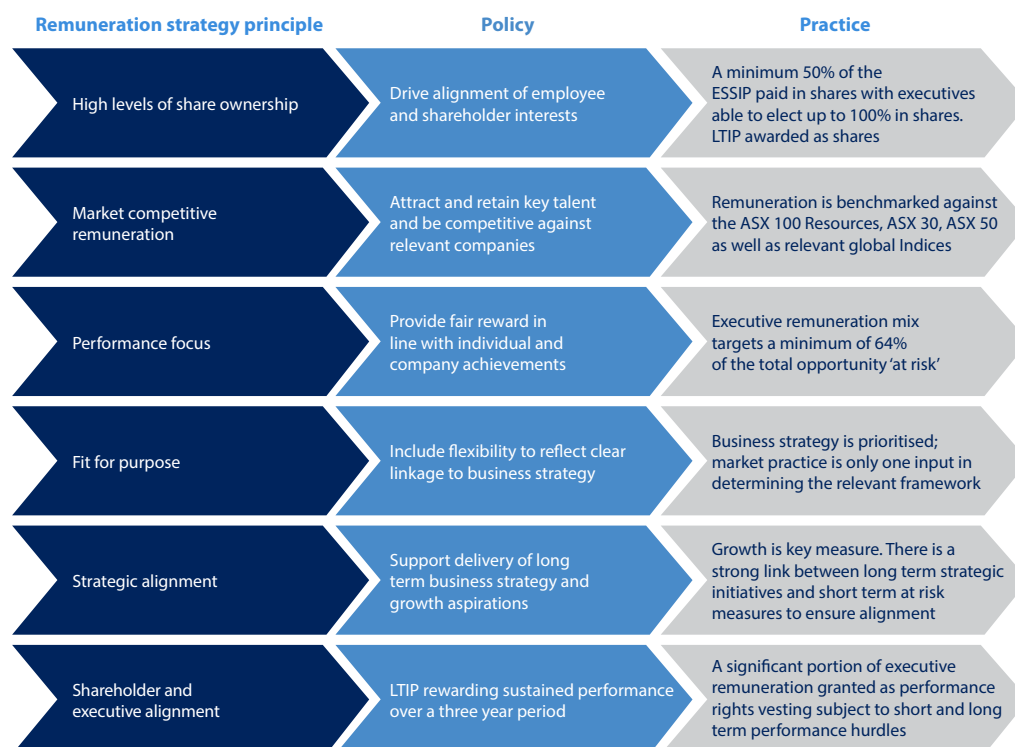 Remuneration strategy principle
Policy
Practice
High levels of share ownership
Drive alignment of employee
and shareholder interests
A minimum 50% of the
ESSIP paid in shares with executives
able to elect up to 100% in shares.
LTIP awarded as shares
Market competitive
remuneration
Attract and retain key talent
and be competitive against
relevant companies
Remuneration is benchmarked against
the ASX 100 Resources, ASX 30, ASX 50
as well as relevant global Indices
Performance focus
Provide fair reward in
line with individual and
company achievements
Executive remuneration mix
targets a minimum of 64%
of the total opportunity ‘at risk’
Fit for purpose
Include flexibility to reflect clear
linkage to business strategy
Business strategy is prioritised;
market practice is only one input in
determining the relevant framework
Strategic alignment
Support delivery of long
term business strategy and
growth aspirations
Growth is key measure. There is a
strong link between long term strategic
initiatives and short term at risk
measures to ensure alignment
Shareholder and
executive alignment
LTIP rewarding sustained performance
over a three year period
A significant portion of executive
remuneration granted as performance
rights vesting subject to short and long
term performance hurdles